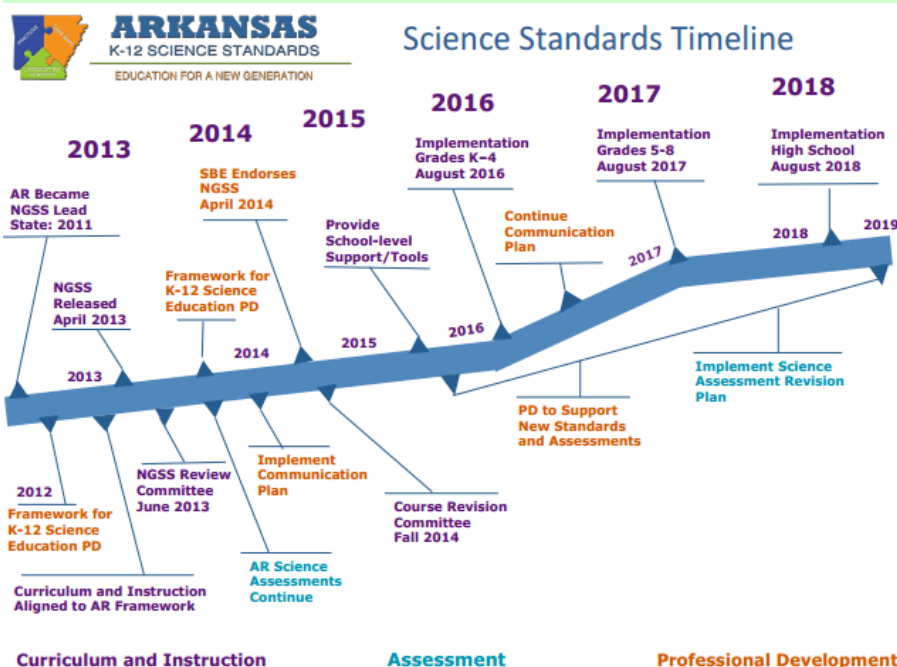 ARKANSAS
K-12 SCIENCE STANDARDS
EDUCATION FOR A NEW GENERATION
Science Standards Timeline
2013
2014
2015
2016
2017
2018
AR Became
NGSS Lead
State: 2011
NGSS
Released
April 2013
SBE Endorses
NGSS
April 2014
Framework for
K-12 Science
Education PD
Provide
School-level
Support/Tools
Implementation
Grades K–4
August 2016
Continue
Communication
Plan
Implementation
Grades 5-8
August 2017
Implementation
High School
August 2018
2013
2014
2015
2016
2017
2018
2019
2012
Framework for
K-12 Science
Education PD
Curriculum and Instruction
Aligned to AR Framework
NGSS Review
Committee
June 2013
AR Science
Assessments
Continue
Implement
Communication
Plan
Course Revision
Committee
Fall 2014
PD to Support
New Standards
and Assessments
Implement Science
Assessment Revision
Plan
Curriculum and Instruction
Assessment
Professional Development